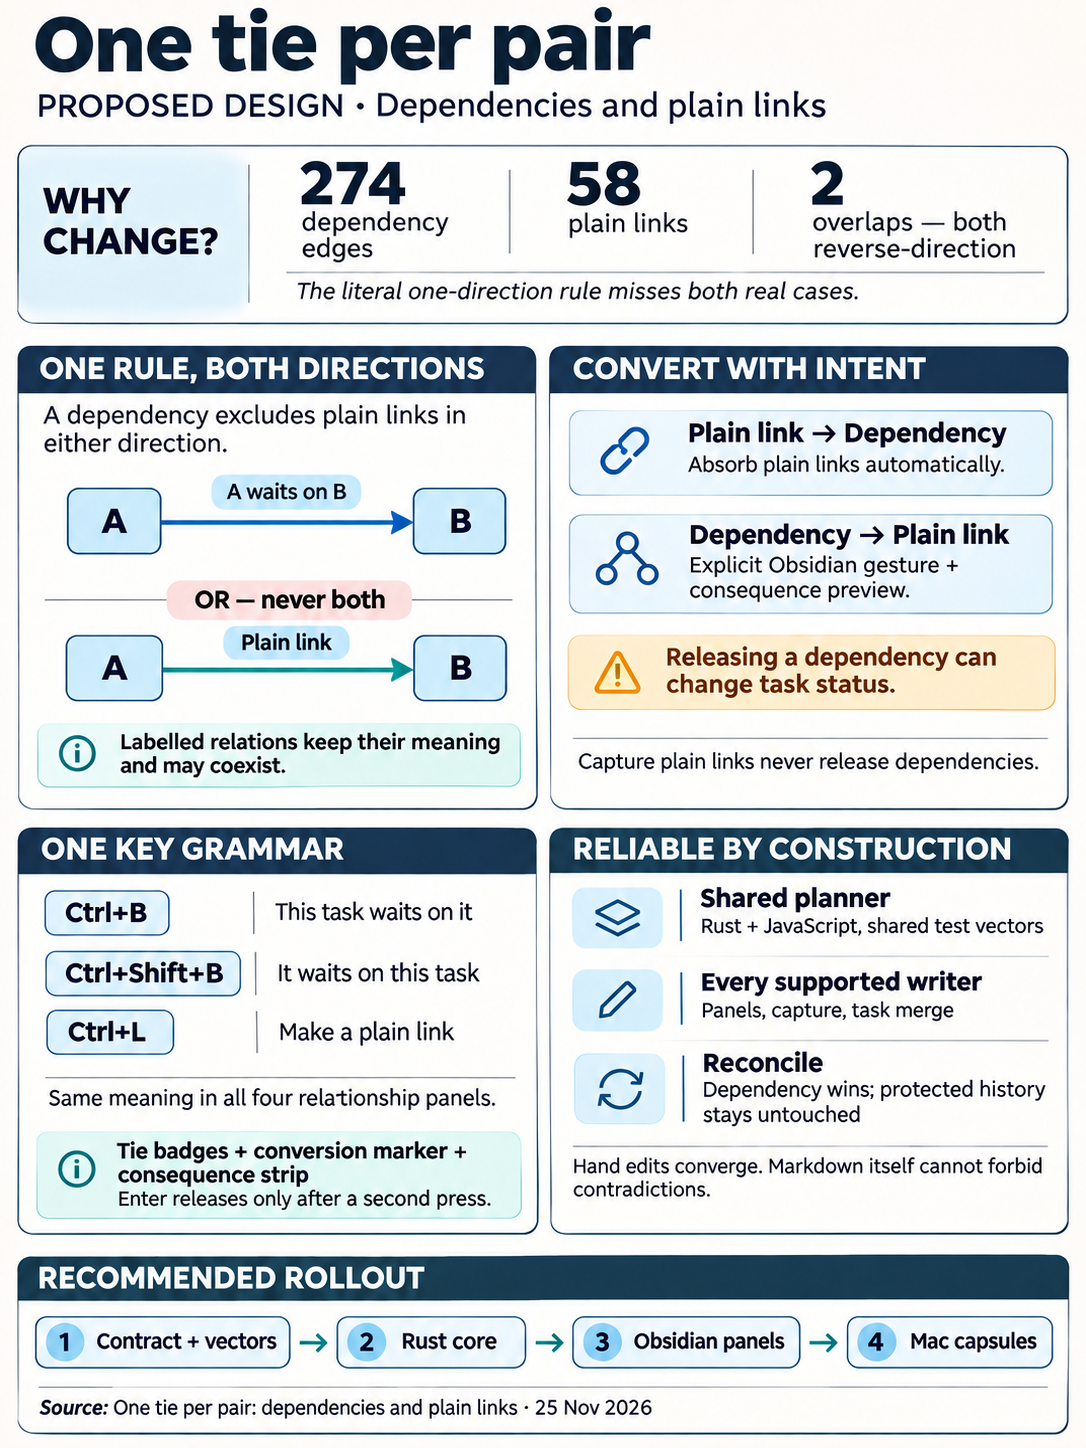 One tie per pair
PROPOSED DESIGN · Dependencies and plain links
WHY
CHANGE?
274
dependency
edges
58
plain links
2
overlaps — both
reverse-direction
The literal one-direction rule misses both real cases.
ONE RULE, BOTH DIRECTIONS
A dependency excludes plain links in
either direction.
A waits on B
A
B
OR — never both
Plain link
A
B
Labelled relations keep their meaning
and may coexist.
CONVERT WITH INTENT
Plain link → Dependency
Absorb plain links automatically.
Dependency → Plain link
Explicit Obsidian gesture +
consequence preview.
Releasing a dependency can
change task status.
Capture plain links never release dependencies.
ONE KEY GRAMMAR
Ctrl+B
This task waits on it
Ctrl+Shift+B
It waits on this task
Ctrl+L
Make a plain link
Same meaning in all four relationship panels.
Tie badges + conversion marker +
consequence strip
Enter releases only after a second press.
RELIABLE BY CONSTRUCTION
Shared planner
Rust + JavaScript, shared test vectors
Every supported writer
Panels, capture, task merge
Reconcile
Dependency wins; protected history
stays untouched
Hand edits converge. Markdown itself cannot forbid
contradictions.
RECOMMENDED ROLLOUT
1 Contract + vectors → 2 Rust core → 3 Obsidian panels → 4 Mac capsules
Source: One tie per pair: dependencies and plain links · 25 Nov 2026